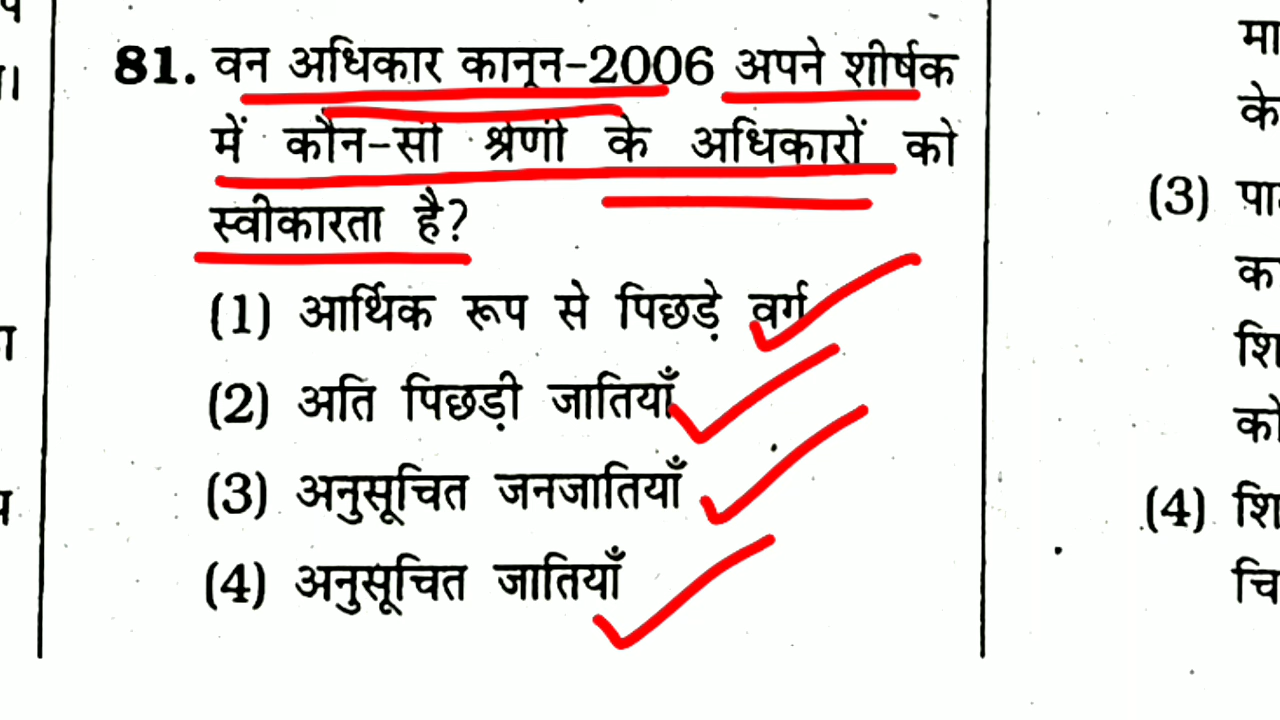 81. वन अधिकार कानून-2006 अपने शीर्षक
में कौन-सी श्रेणी के अधिकारों को
स्वीकारता है?
(1) आर्थिक रूप से पिछड़े वर्ग
(2) अति पिछड़ी जातियाँ
(3) अनुसूचित जनजातियाँ
(4) अनुसूचित जातियाँ
मा
के
(3)
क
शि
को
(4) शि
चि